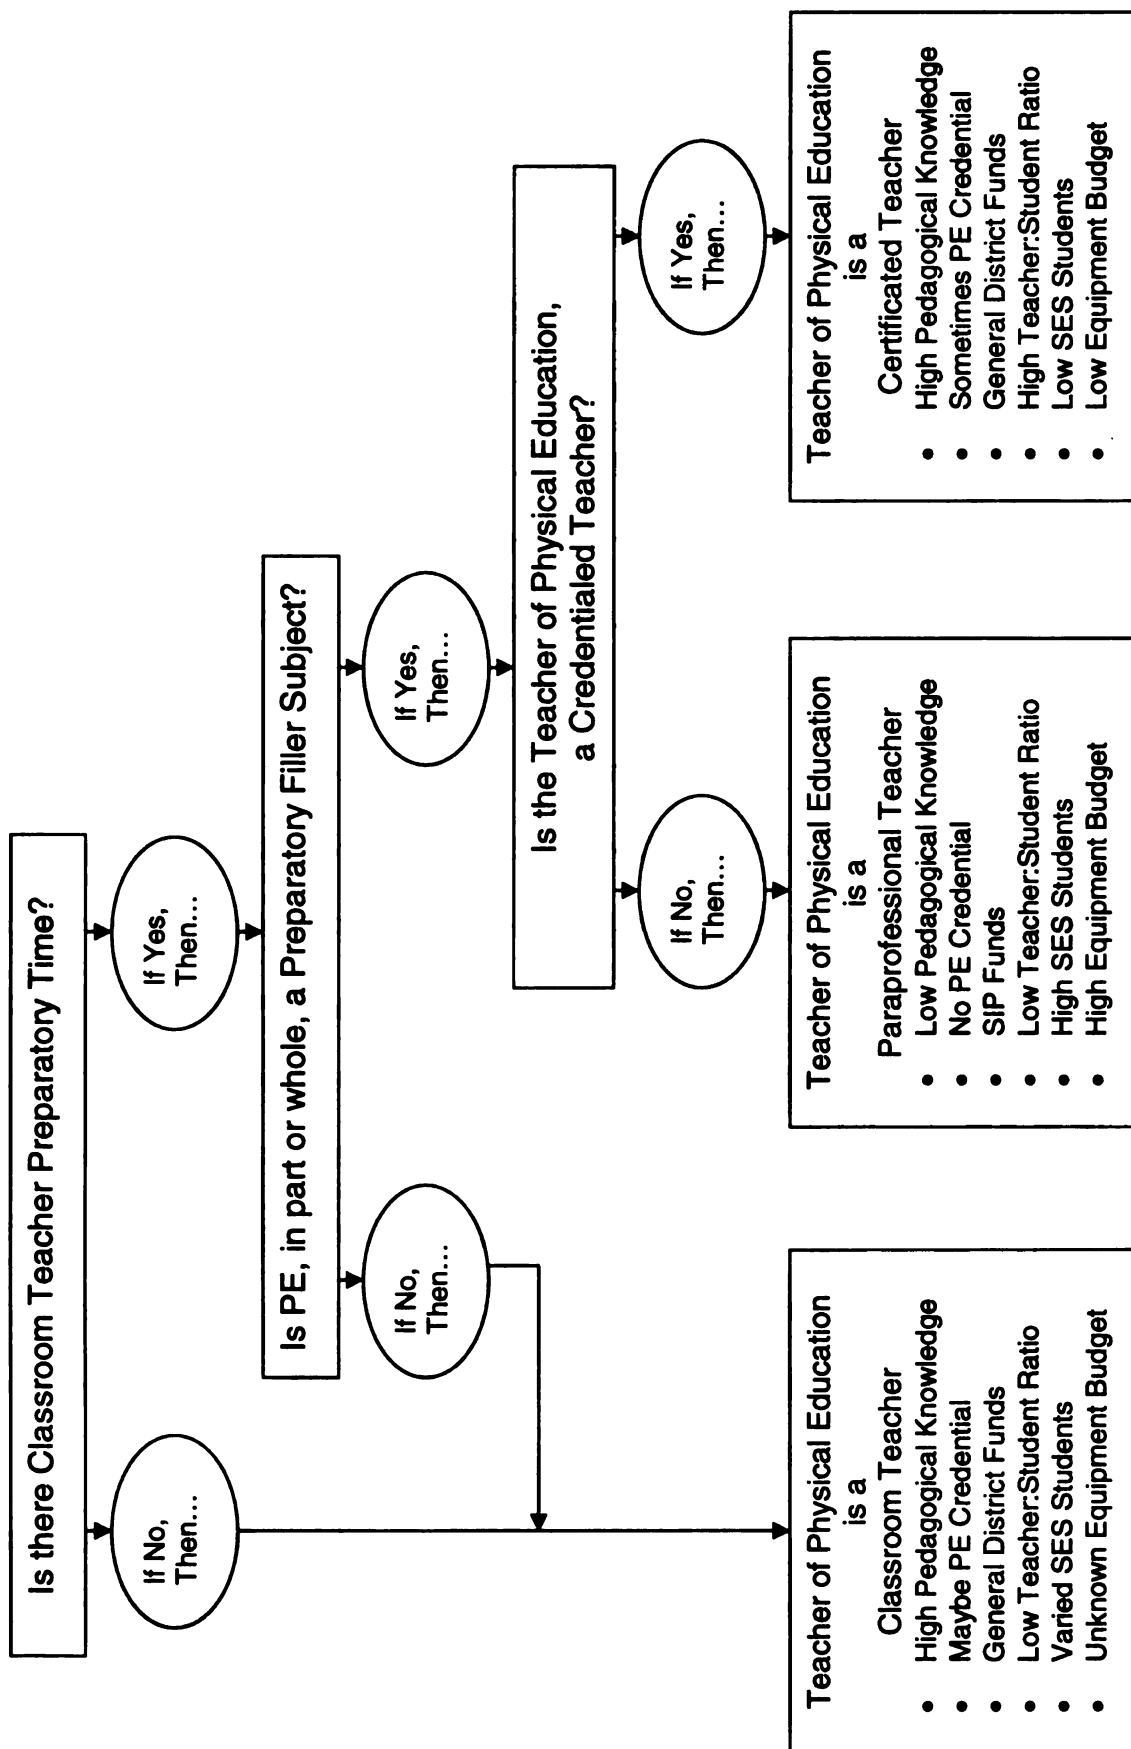 Is there Classroom Teacher Preparatory Time?
If No,
Then...
If Yes,
Then...
Is PE, in part or whole, a Preparatory Filler Subject?
If No,
Then...
If Yes,
Then...
Is the Teacher of Physical Education,
a Credentialed Teacher?
If No,
Then...
If Yes,
Then...
Teacher of Physical Education
is a
Classroom Teacher
• High Pedagogical Knowledge
• Maybe PE Credential
• General District Funds
• Low Teacher:Student Ratio
• Varied SES Students
• Unknown Equipment Budget
Teacher of Physical Education
is a
Paraprofessional Teacher
• Low Pedagogical Knowledge
• No PE Credential
• SIP Funds
• Low Teacher:Student Ratio
• High SES Students
• High Equipment Budget
Teacher of Physical Education
is a
Certificated Teacher
• High Pedagogical Knowledge
• Sometimes PE Credential
• General District Funds
• High Teacher:Student Ratio
• Low SES Students
• Low Equipment Budget